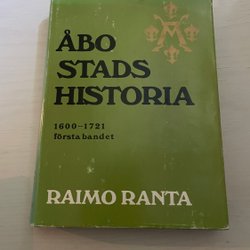 ÅBO
STADS
HISTORIA
1600-1721
första bandet
RAIMO RANTA